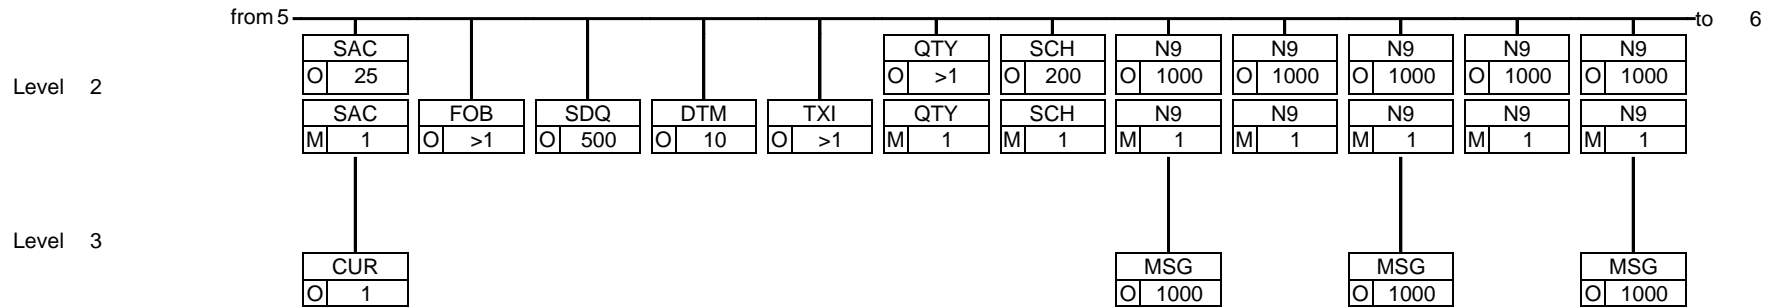 from 5 to 6
SAC QTY SCH N9 N9 N9 N9 N9
O 25 O >1 O 200 O 1000 O 1000 O 1000 O 1000 O 1000
Level 2
SAC FOB SDQ DTM TXI QTY SCH N9 N9 N9 N9 N9
M 1 O >1 O 500 O 10 O >1 M 1 M 1 M 1 M 1 M 1 M 1 M 1
Level 3
CUR MSG MSG MSG
O 1 O 1000 O 1000 O 1000